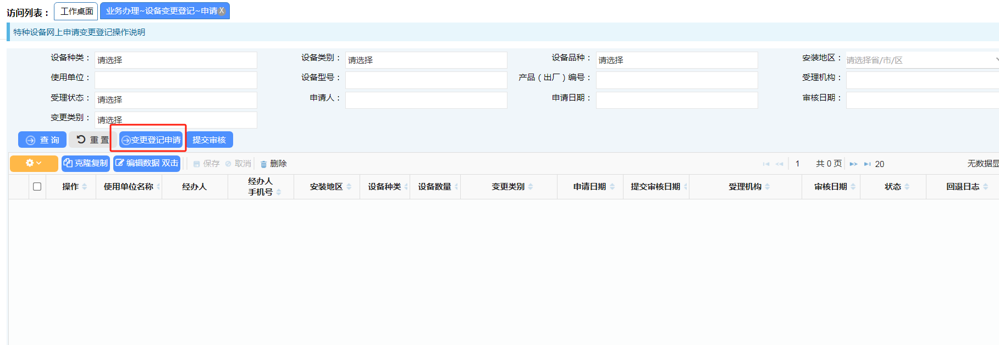 访问列表： 工作桌面 业务办理~设备变更登记~申请 X
特种设备网上申请变更登记操作说明
设备种类： 请选择 设备类别： 请选择 设备品种： 请选择 安装地区： 请选择省/市/区
使用单位： 设备型号： 产品（出厂）编号： 受理机构：
受理状态： 请选择 申请人： 申请日期： 审核日期：
变更类别： 请选择
查 询 重 置 变更登记申请 提交审核
克隆复制 编辑数据 双击 保存 取消 删除 1 共 0 页 20 无数据显
操作 使用单位名称 经办人 经办人 手机号 安装地区 设备种类 设备数量 变更类别 申请日期 提交审核日期 受理机构 审核日期 状态 回退日志